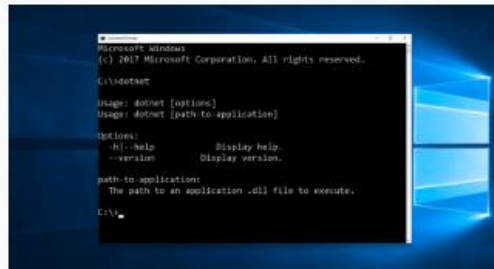 Microsoft Windows
(c) 2017 Microsoft Corporation. All rights reserved.
C:\>dotnet
Usage: dotnet [options]
Usage: dotnet [path-to-application]
Options:
-h|--help Display help.
--version Display version.
path-to-application:
The path to an application .dll file to execute.
C:\>